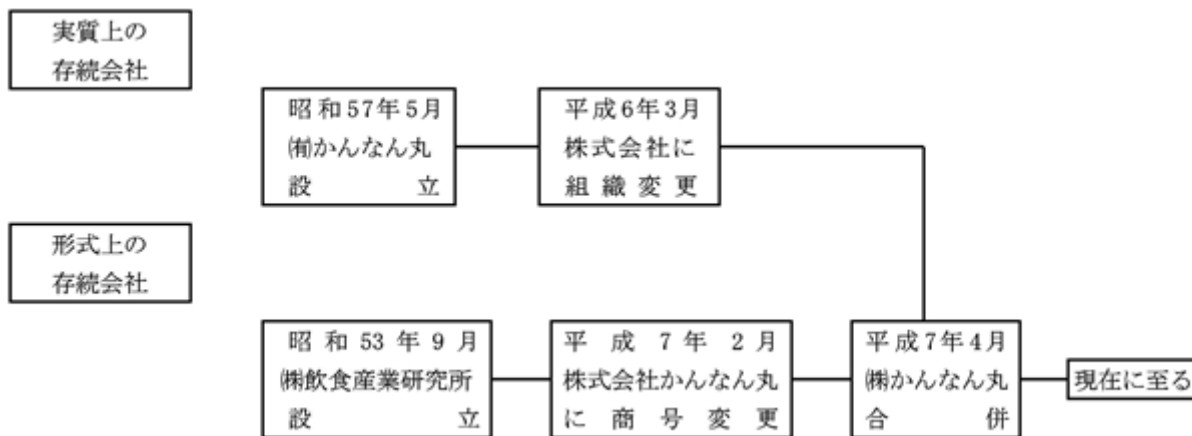 実質上の
存続会社
昭和57年5月
㈲かんなん丸
設立
平成6年3月
株式会社に
組織変更
形式上の
存続会社
昭和53年9月
㈱飲食産業研究所
設立
平成7年2月
株式会社かんなん丸
に商号変更
平成7年4月
㈱かんなん丸
合併
現在に至る